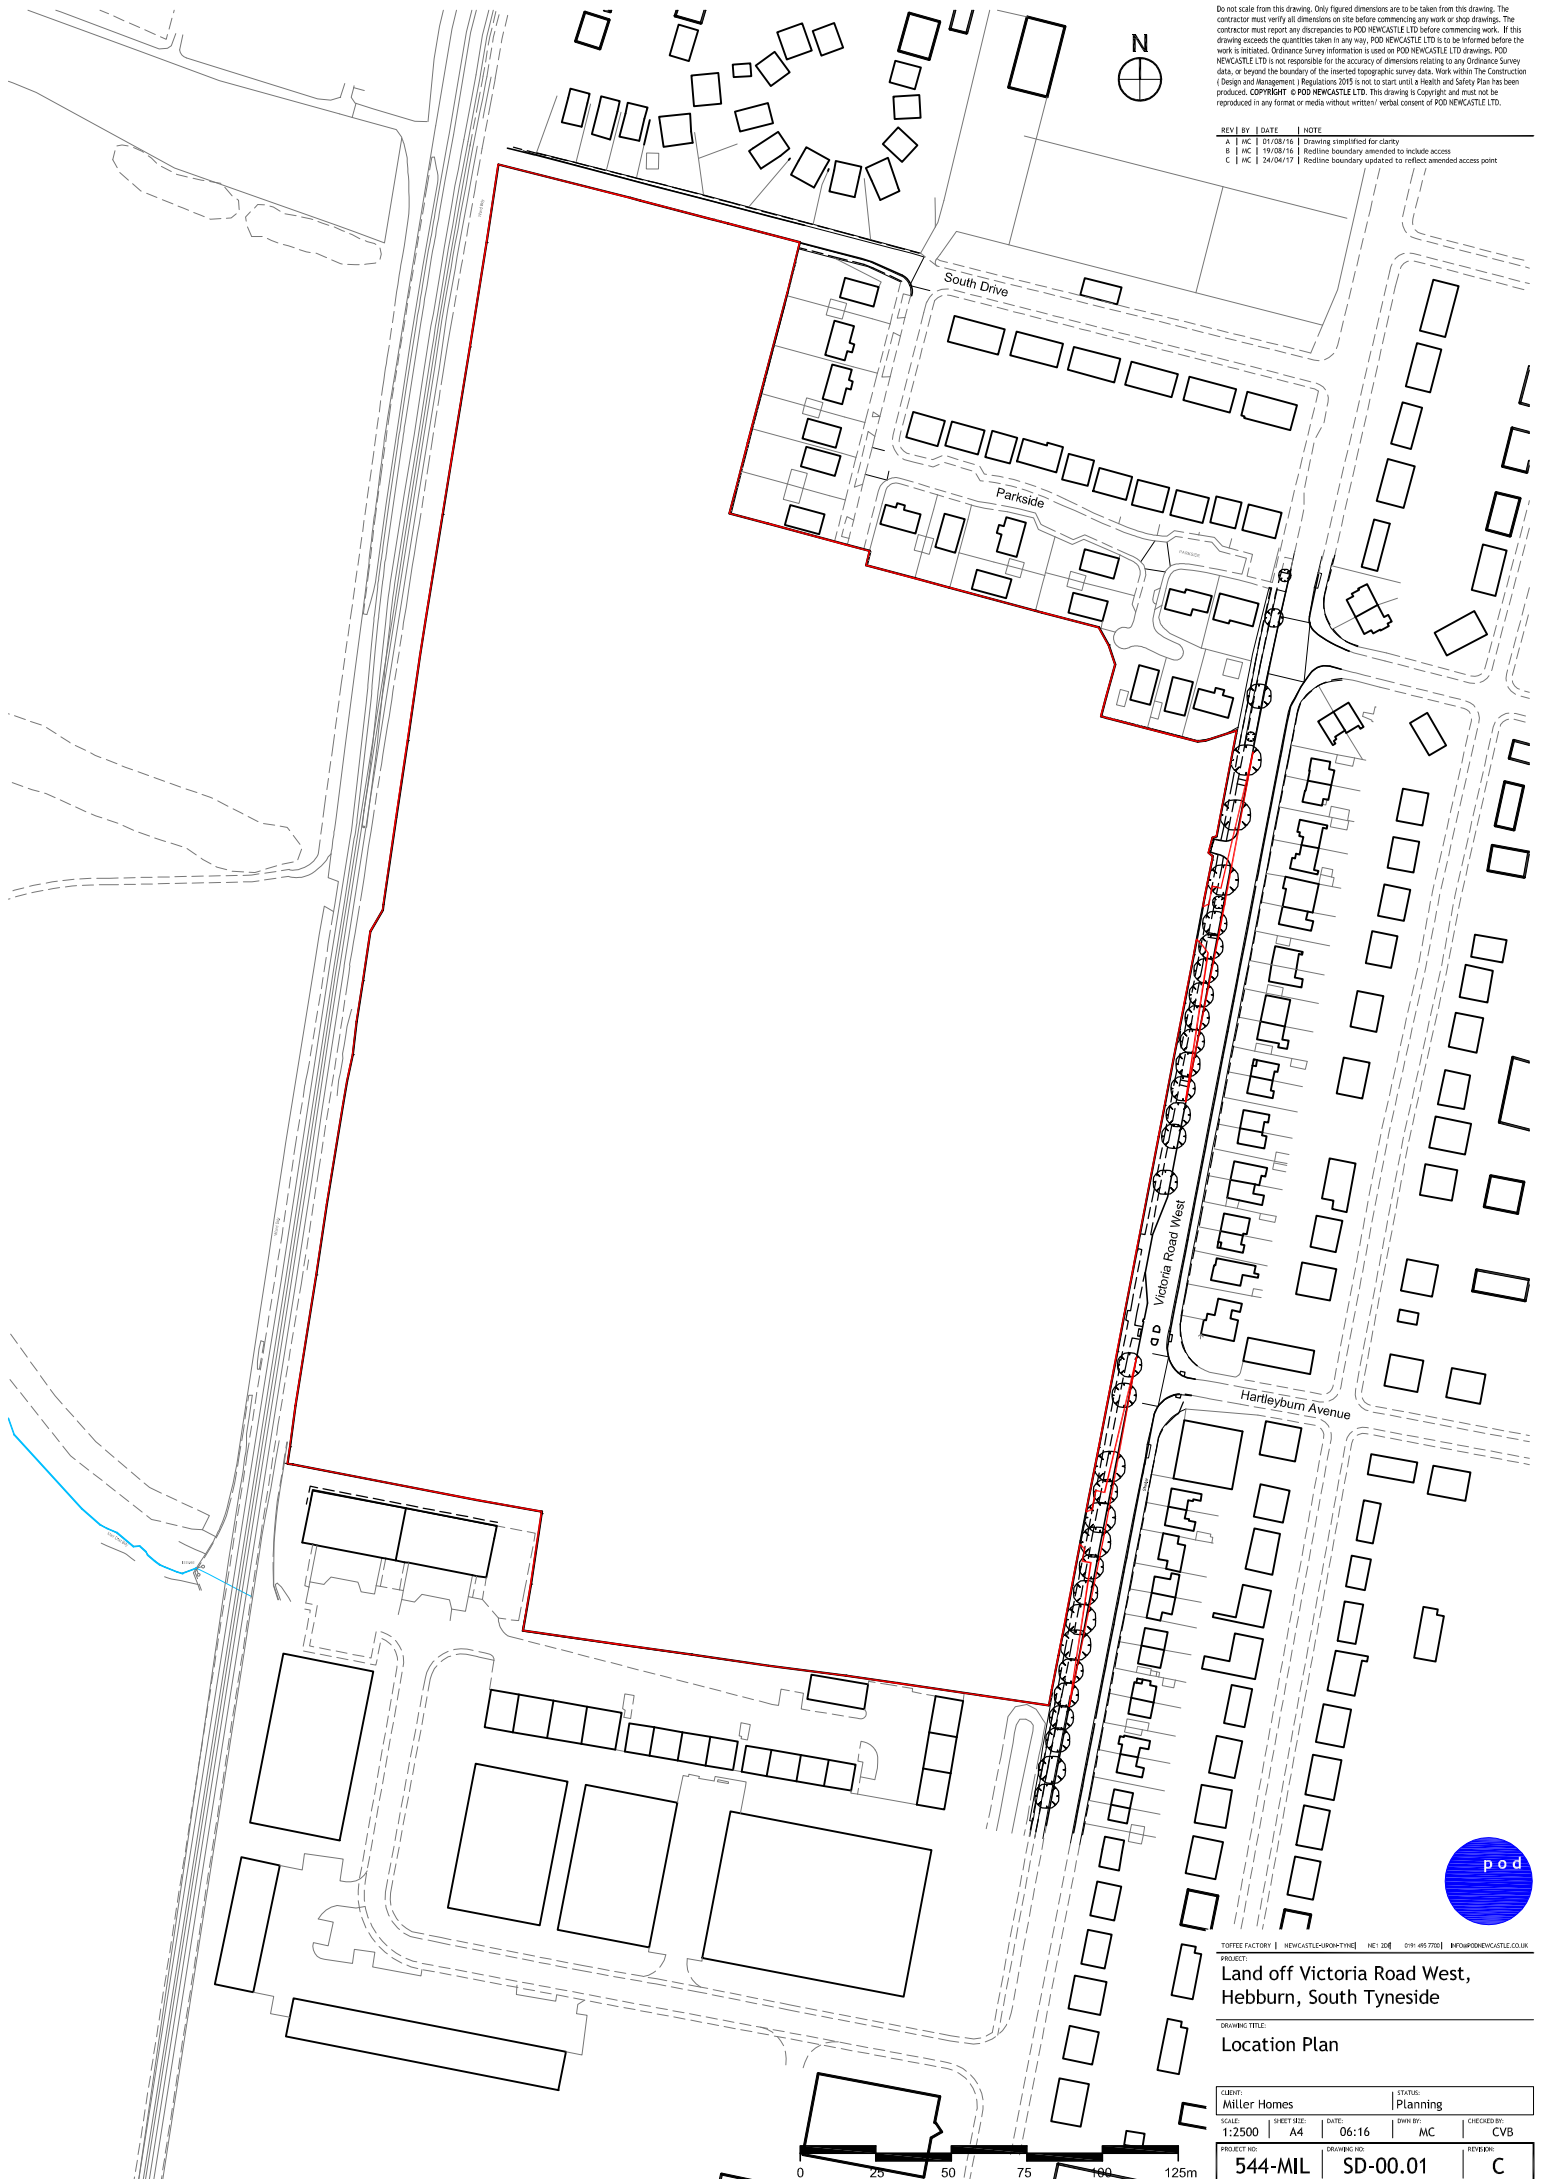 Do not scale from this drawing. Only figured dimensions are to be taken from this drawing. The
contractor must verify all dimensions on site before commencing any work or shop drawings. The
contractor must report any discrepancies to POD NEWCASTLE LTD before commencing work. If this
drawing exceeds the quantities taken in any way, POD NEWCASTLE LTD is to be informed before the
work is initiated. Ordinance Survey information is used on POD NEWCASTLE LTD drawings. POD
NEWCASTLE LTD is not responsible for the accuracy of dimensions relating to any Ordinance Survey
data, or beyond the boundary of the inserted topographic survey data. Work within The Construction
( Design and Management ) Regulations 2015 is not to start until a Health and Safety Plan has been
produced. COPYRIGHT © POD NEWCASTLE LTD. This drawing is Copyright and must not be
reproduced in any format or media without written/ verbal consent of POD NEWCASTLE LTD.
N
REV | BY | DATE | NOTE
A | MC | 01/08/16 | Drawing simplified for clarity
B | MC | 19/08/16 | Redline boundary amended to include access
C | MC | 24/04/17 | Redline boundary updated to reflect amended access point
South Drive
Parkside
PARKSIDE
Victoria Road West
Hartleyburn Avenue
pod
TOFFEE FACTORY | NEWCASTLE-UPON-TYNE | NE1 2DF | 0191 495 7700 | INFO@PODNEWCASTLE.CO.UK
PROJECT:
Land off Victoria Road West,
Hebburn, South Tyneside
DRAWING TITLE:
Location Plan
CLIENT: STATUS:
Miller Homes Planning
SCALE: SHEET SIZE: DATE: DWN BY: CHECKED BY:
1:2500 A4 06:16 MC CVB
PROJECT NO: DRAWING NO: REVISION:
544-MIL SD-00.01 C
0 25 50 75 100 125m